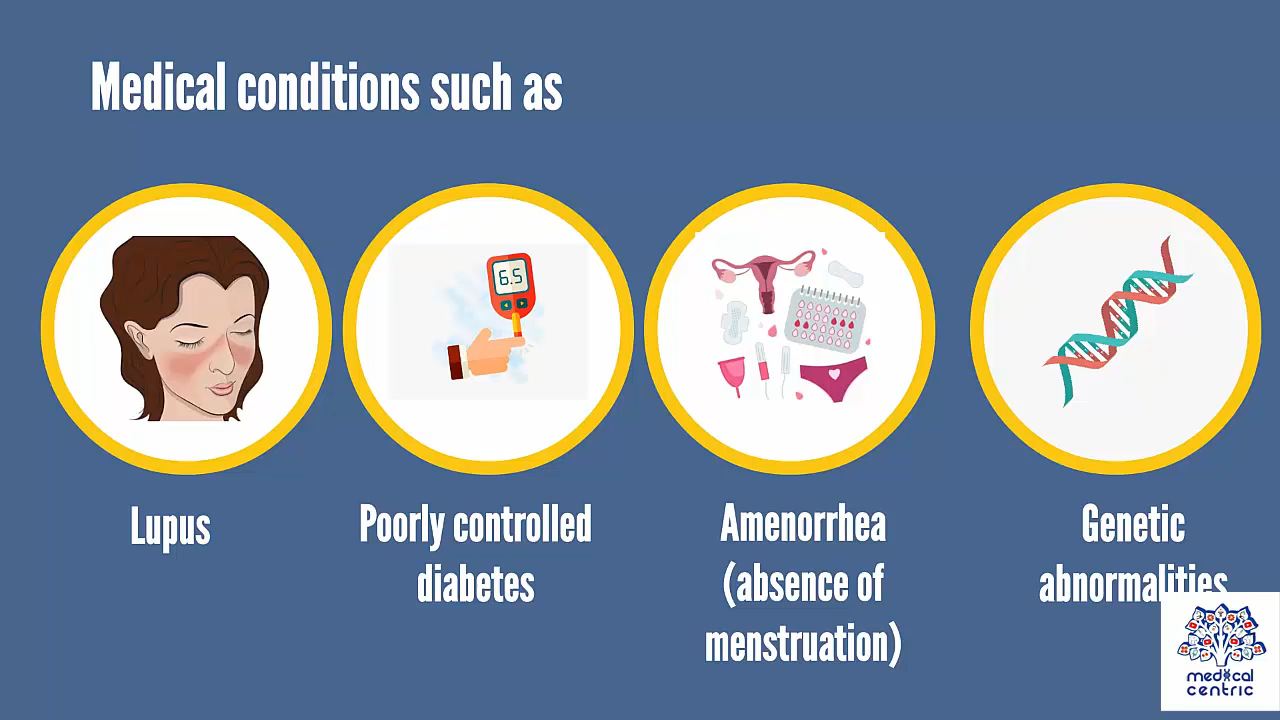 Medical conditions such as
6.5
Lupus
Poorly controlled
diabetes
Amenorrhea
(absence of
menstruation)
Genetic
abnormalities
medical
centric